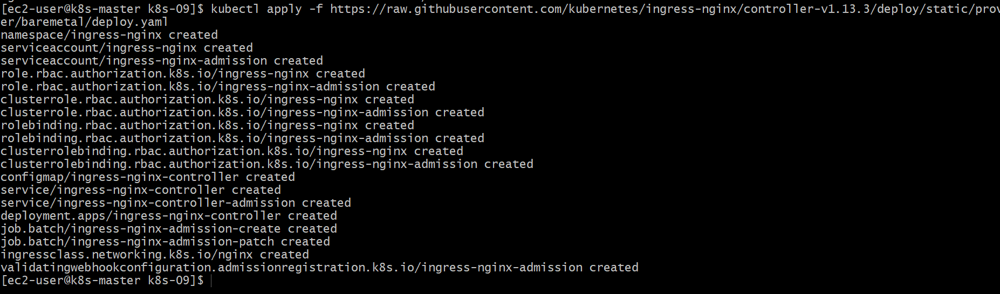 [ec2-user@k8s-master k8s-09]$ kubectl apply -f https://raw.githubusercontent.com/kubernetes/ingress-nginx/controller-v1.13.3/deploy/static/prov
er/baremetal/deploy.yaml
namespace/ingress-nginx created
serviceaccount/ingress-nginx created
serviceaccount/ingress-nginx-admission created
role.rbac.authorization.k8s.io/ingress-nginx created
role.rbac.authorization.k8s.io/ingress-nginx-admission created
clusterrole.rbac.authorization.k8s.io/ingress-nginx created
clusterrole.rbac.authorization.k8s.io/ingress-nginx-admission created
rolebinding.rbac.authorization.k8s.io/ingress-nginx created
rolebinding.rbac.authorization.k8s.io/ingress-nginx-admission created
clusterrolebinding.rbac.authorization.k8s.io/ingress-nginx created
clusterrolebinding.rbac.authorization.k8s.io/ingress-nginx-admission created
configmap/ingress-nginx-controller created
service/ingress-nginx-controller created
service/ingress-nginx-controller-admission created
deployment.apps/ingress-nginx-controller created
job.batch/ingress-nginx-admission-create created
job.batch/ingress-nginx-admission-patch created
ingressclass.networking.k8s.io/nginx created
validatingwebhookconfiguration.admissionregistration.k8s.io/ingress-nginx-admission created
[ec2-user@k8s-master k8s-09]$